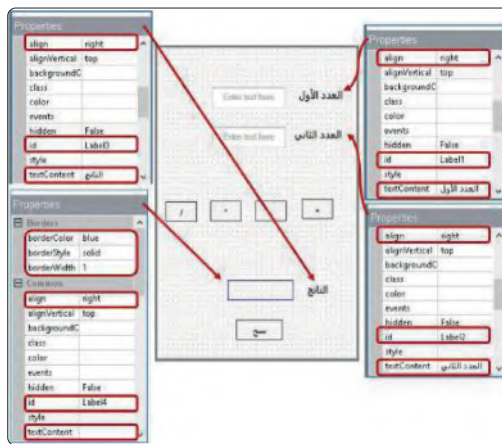 Properties
align right
alignVertical top
backgroundC
class
color
events
hidden False
id Label3
style
textContent الناتج
Properties
Borders
borderColor blue
borderStyle solid
borderWidth 1
Common
align right
alignVertical top
backgroundC
class
color
events
hidden False
id Label4
style
textContent
Enter text here العدد الأول
Enter text here العدد الثاني
/
الناتج
مسح
Properties
align right
alignVertical top
backgroundC
class
color
events
hidden False
id Label1
style
textContent العدد الأول
Properties
align right
alignVertical top
backgroundC
class
color
events
hidden False
id Label2
style
textContent العدد الثاني